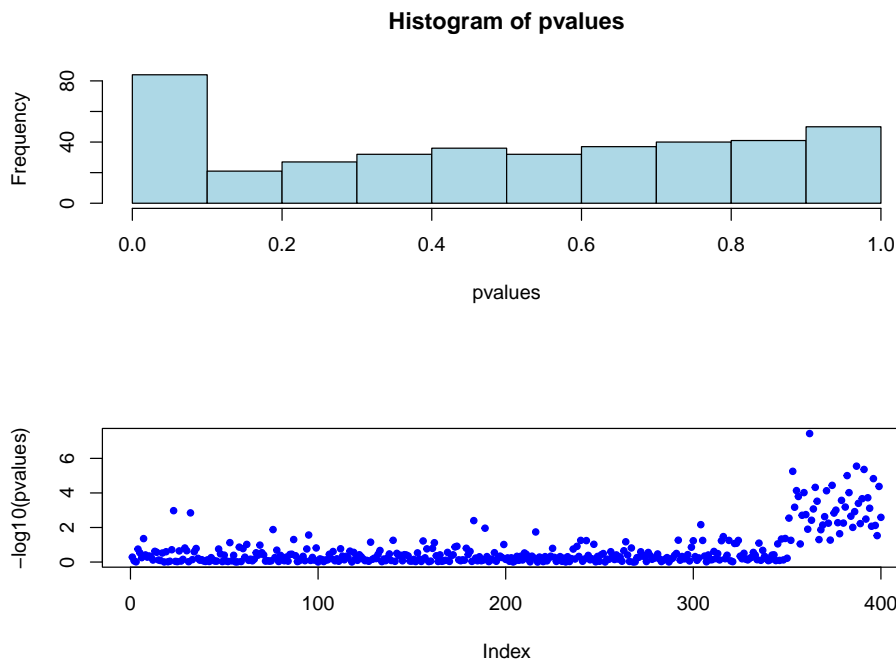 Histogram of pvalues
Frequency
80
40
0
0.0 0.2 0.4 0.6 0.8 1.0
pvalues
−log10(pvalues)
6
4
2
0
0 100 200 300 400
Index